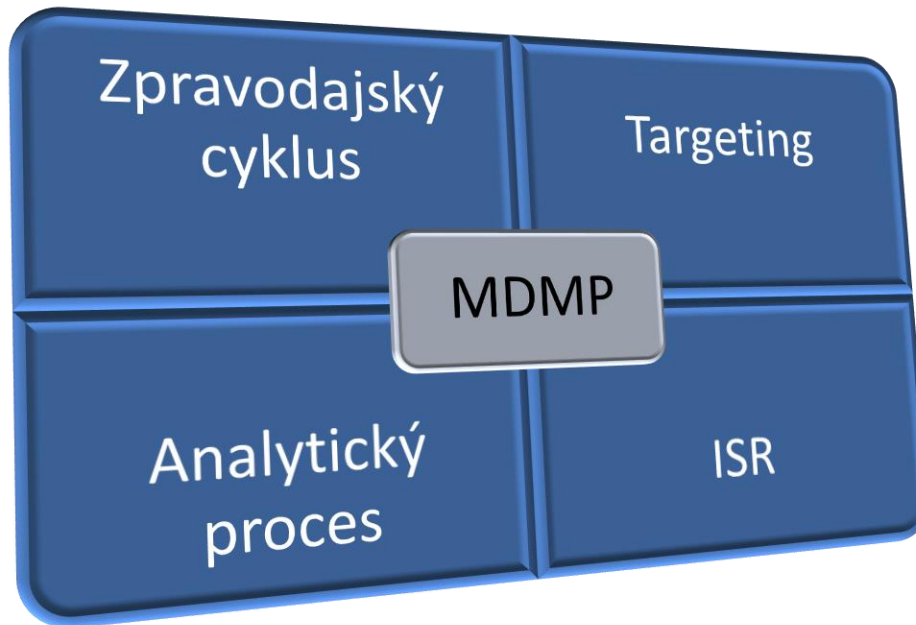 Zpravodajský
cyklus
Targeting
MDMP
Analytický
proces
ISR